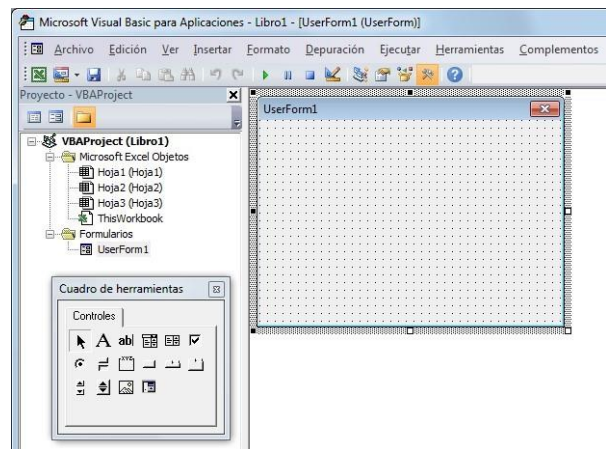 Microsoft Visual Basic para Aplicaciones - Libro1 - [UserForm1 (UserForm)]
Archivo Edición Ver Insertar Formato Depuración Ejecutar Herramientas Complementos
Proyecto - VBAProject
VBAProject (Libro1)
Microsoft Excel Objetos
Hoja1 (Hoja1)
Hoja2 (Hoja2)
Hoja3 (Hoja3)
ThisWorkbook
Formularios
UserForm1
UserForm1
Cuadro de herramientas
Controles
A ab|